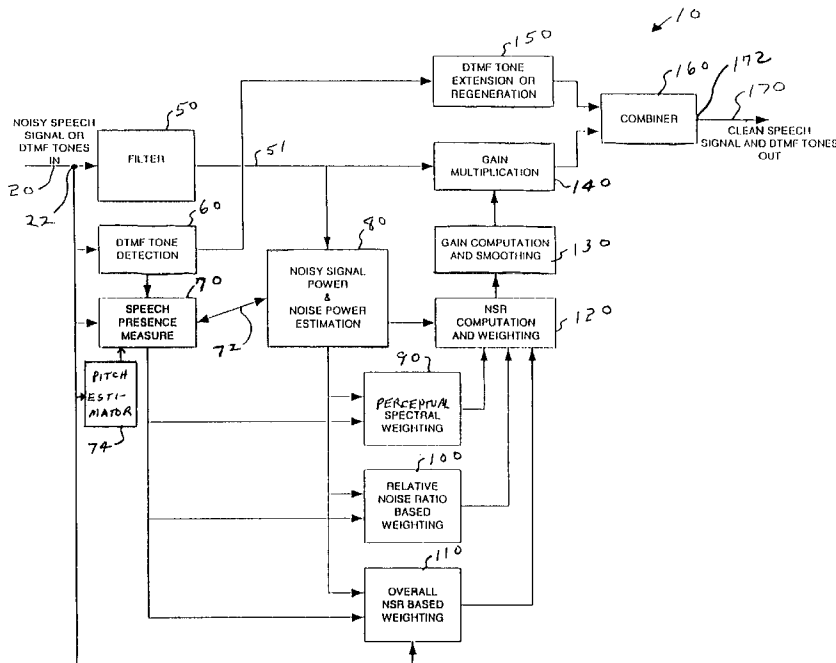 10
150
DTMF TONE
EXTENSION OR
REGENERATION
160
172
170
COMBINER
CLEAN SPEECH
SIGNAL AND DTMF TONES
OUT
NOISY SPEECH
SIGNAL OR
DTMF TONES
IN
20
22
50
FILTER
51
GAIN
MULTIPLICATION
140
60
DTMF TONE
DETECTION
80
NOISY SIGNAL
POWER
&
NOISE POWER
ESTIMATION
GAIN COMPUTATION
AND SMOOTHING
130
70
SPEECH
PRESENCE
MEASURE
72
NSR
COMPUTATION
AND WEIGHTING
120
PITCH
ESTI-
MATOR
74
90
PERCEPTUAL
SPECTRAL
WEIGHTING
100
RELATIVE
NOISE RATIO
BASED
WEIGHTING
110
OVERALL
NSR BASED
WEIGHTING